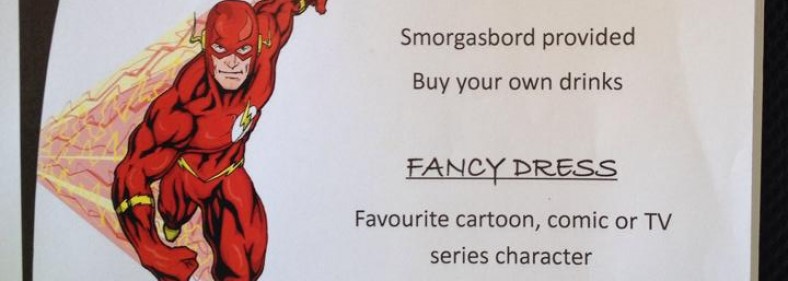 Smorgasbord provided
Buy your own drinks
FANCY DRESS
Favourite cartoon, comic or TV
series character